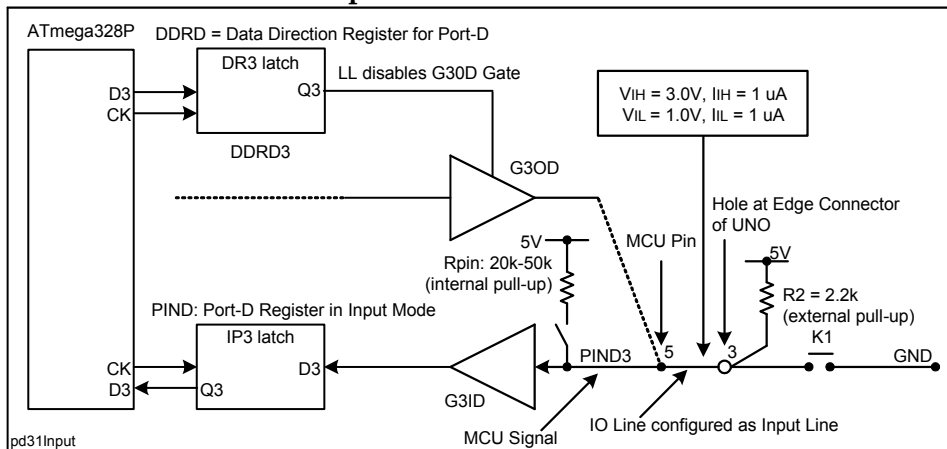 ATmega328P
DDRD = Data Direction Register for Port-D
DR3 latch
Q3
LL disables G30D Gate
D3
CK
DDRD3
VIH = 3.0V, IIH = 1 uA
VIL = 1.0V, IIL = 1 uA
G3OD
Hole at Edge Connector
of UNO
MCU Pin
5V
Rpin: 20k-50k
(internal pull-up)
5V
R2 = 2.2k
(external pull-up)
PIND: Port-D Register in Input Mode
IP3 latch
CK
D3
Q3
D3
G3ID
PIND3
5
3
K1
GND
MCU Signal
IO Line configured as Input Line
pd31Input